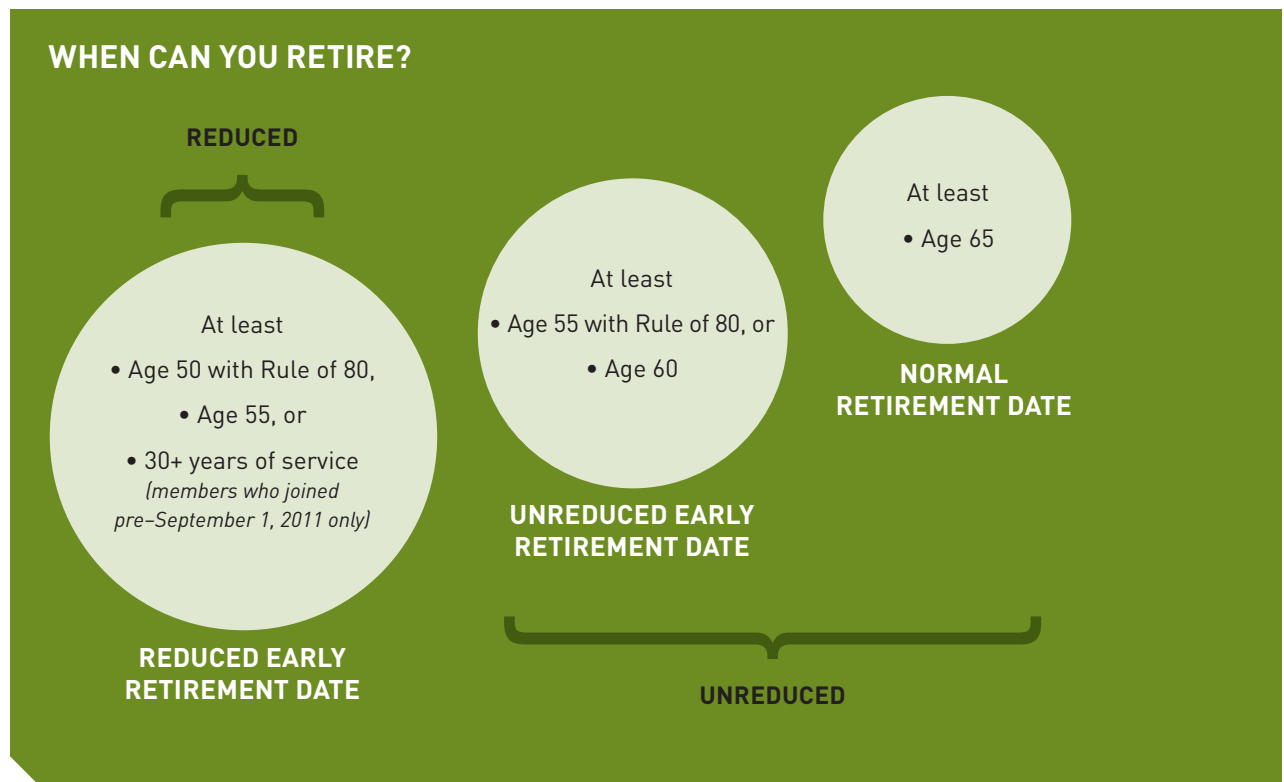 WHEN CAN YOU RETIRE?
REDUCED
At least
• Age 50 with Rule of 80,
• Age 55, or
• 30+ years of service
(members who joined
pre–September 1, 2011 only)
REDUCED EARLY
RETIREMENT DATE
At least
• Age 55 with Rule of 80, or
• Age 60
UNREDUCED EARLY
RETIREMENT DATE
At least
• Age 65
NORMAL
RETIREMENT DATE
UNREDUCED